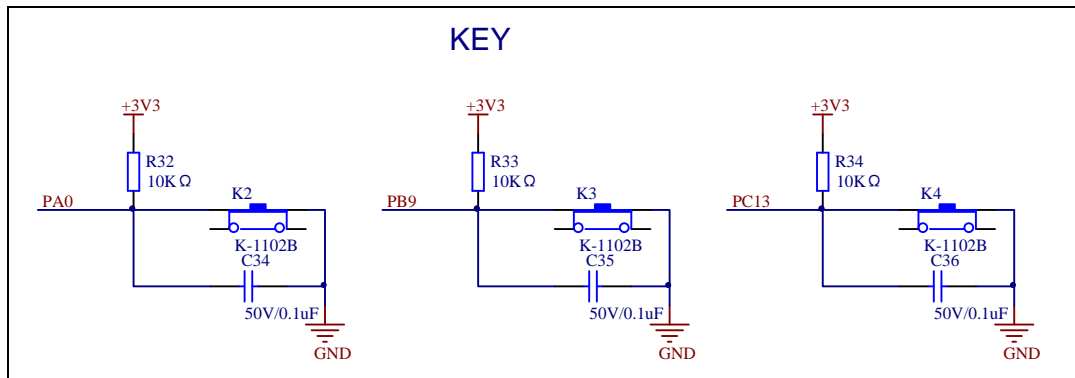 KEY
+3V3
R32
10KΩ
PA0
K2
K-1102B
C34
50V/0.1uF
GND
+3V3
R33
10KΩ
PB9
K3
K-1102B
C35
50V/0.1uF
GND
+3V3
R34
10KΩ
PC13
K4
K-1102B
C36
50V/0.1uF
GND